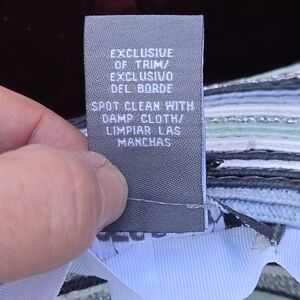 EXCLUSIVE
OF TRIM/
EXCLUSIVO
DEL BORDE
SPOT CLEAN WITH
DAMP CLOTH/
LIMPIAR LAS
MANCHAS